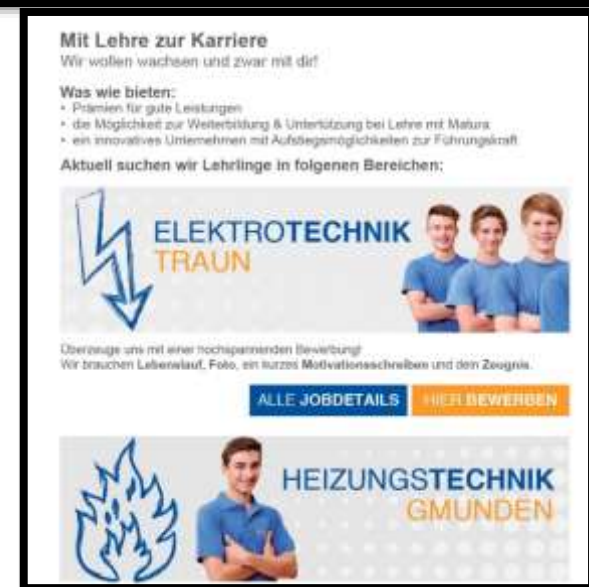 Mit Lehre zur Karriere
Wir wollen wachsen und zwar mit dir!
Was wie bieten:
• Prämien für gute Leistungen
• die Möglichkeit zur Weiterbildung & Untertützung bei Lehre mit Matura
• ein innovatives Unternehmen mit Aufstiegsmöglichkeiten zur Führungskraft
Aktuell suchen wir Lehrlinge in folgenen Bereichen:
ELEKTROTECHNIK
TRAUN
Überzeuge uns mit einer hochspannenden Bewerbung!
Wir brauchen Lebenslauf, Foto, ein kurzes Motivationsschreiben und dein Zeugnis.
ALLE JOBDETAILS
HIER BEWERBEN
HEIZUNGSTECHNIK
GMUNDEN